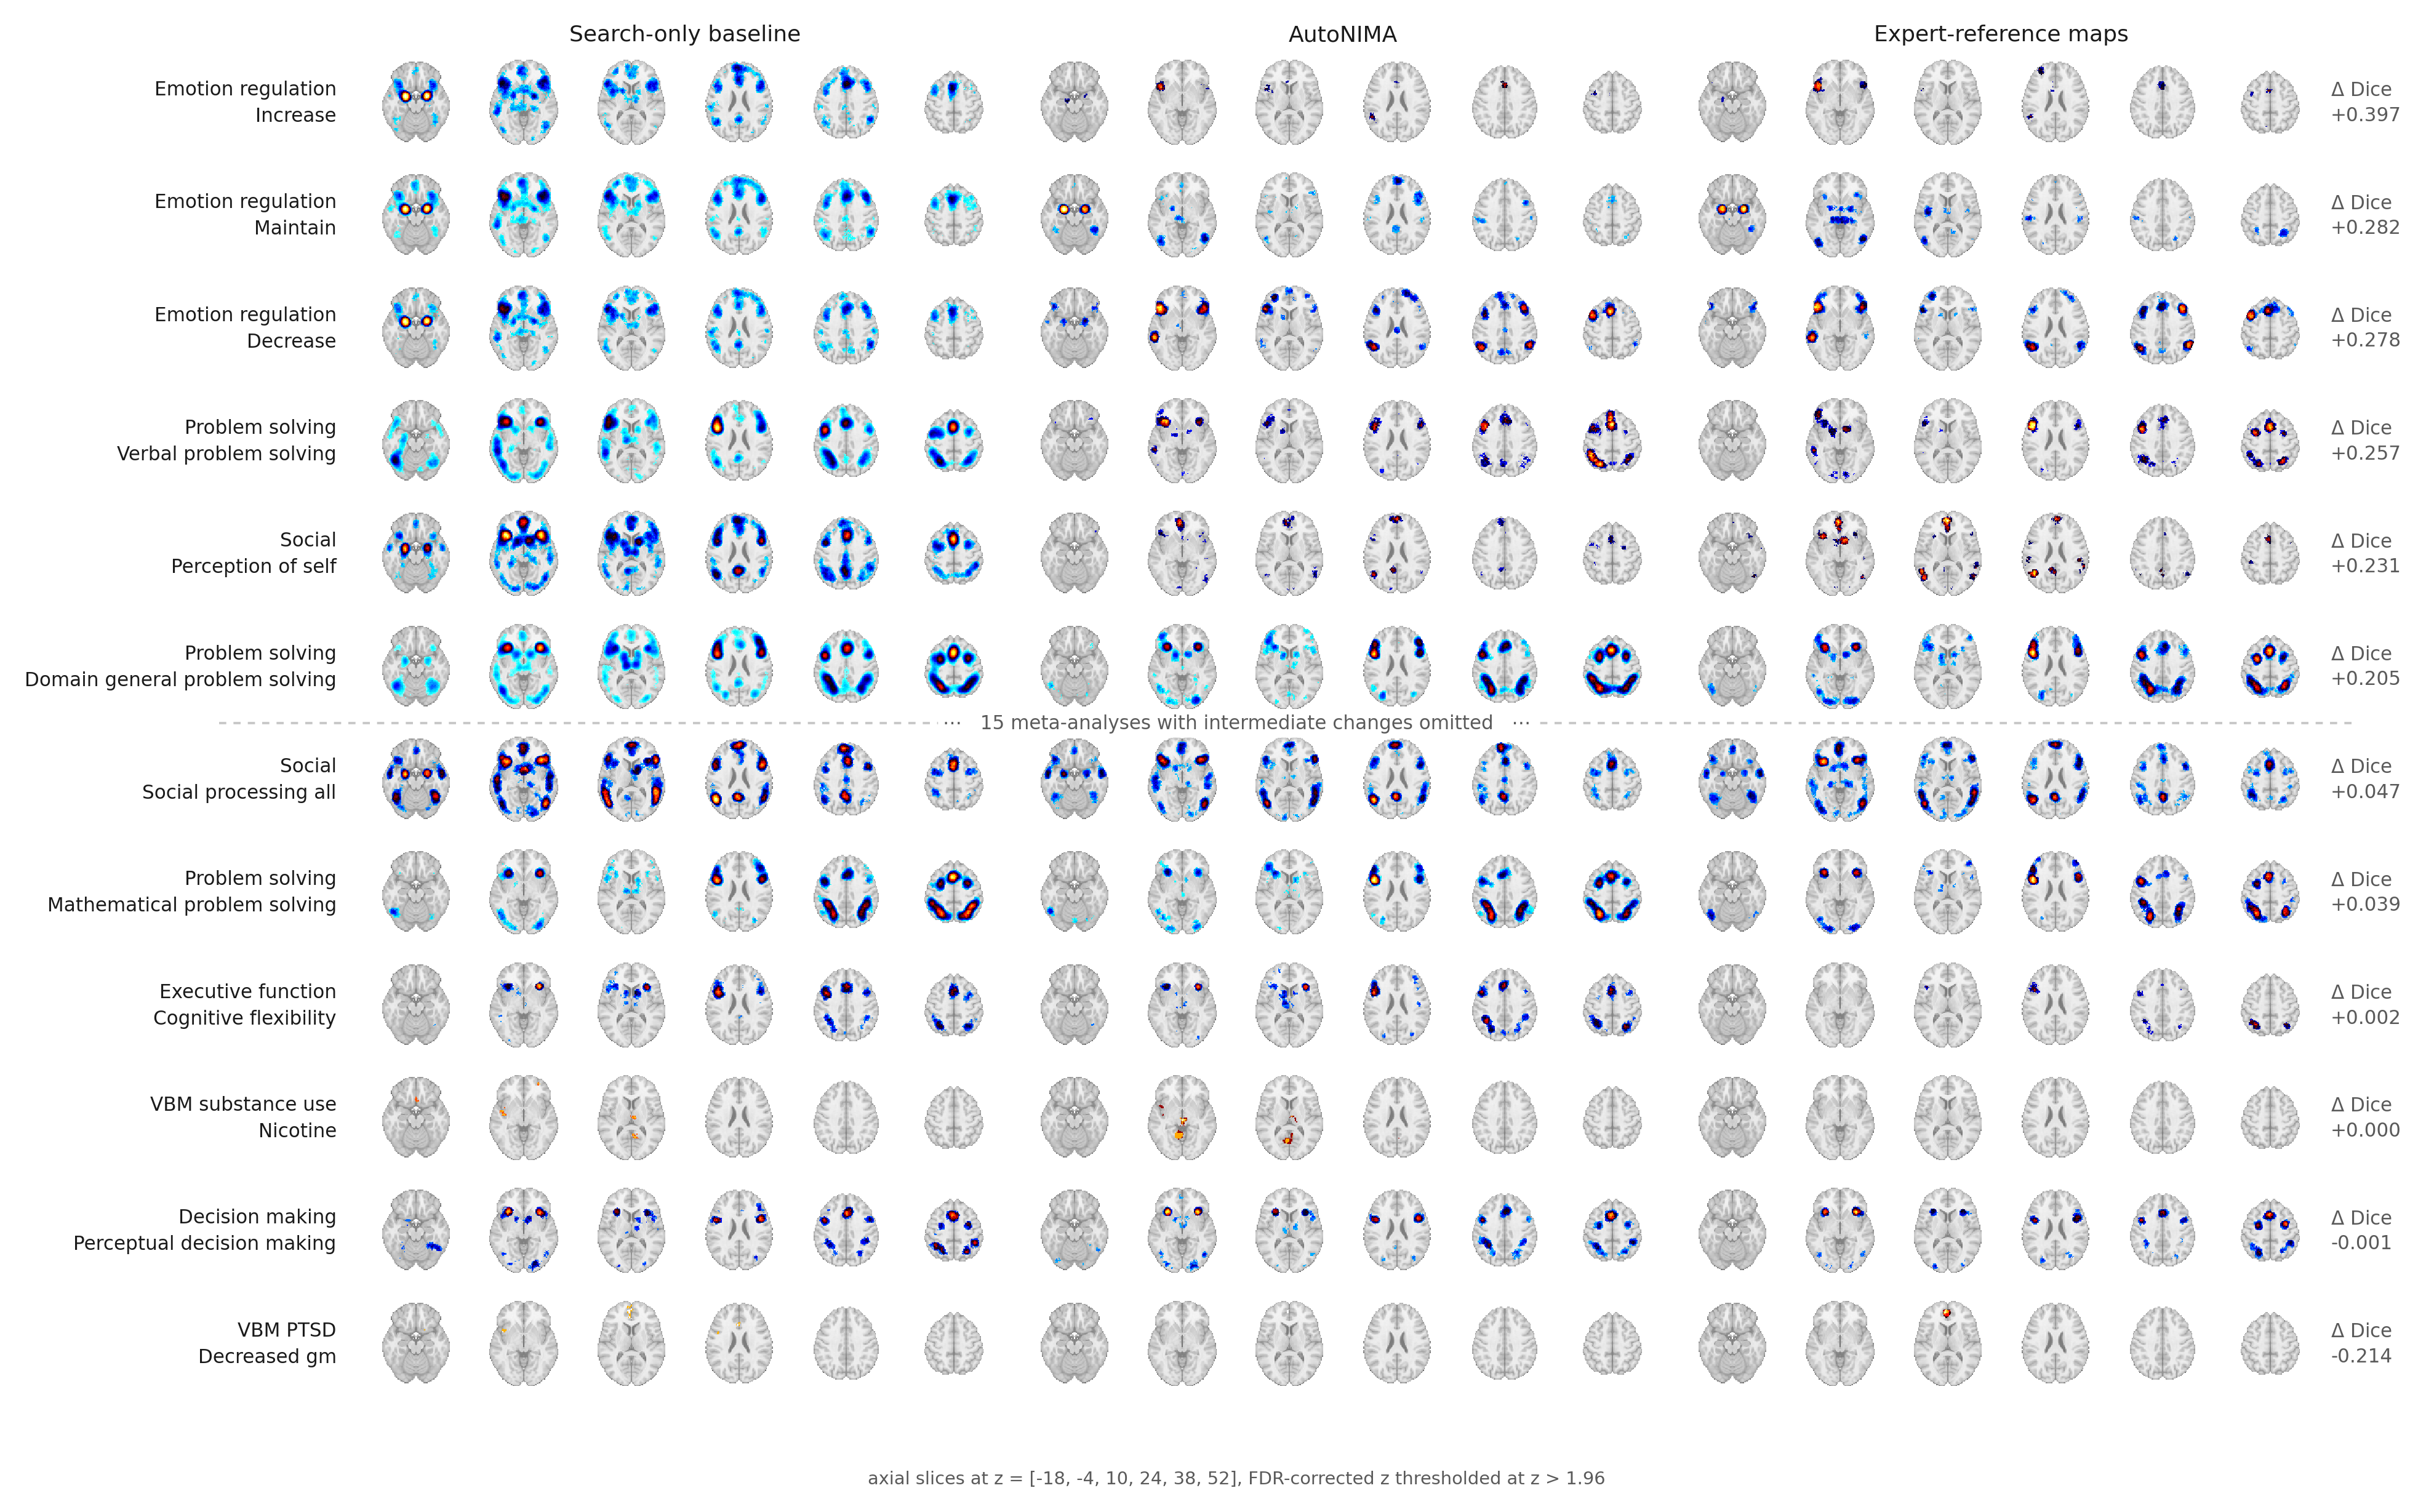 Search-only baseline
AutoNIMA
Expert-reference maps
Emotion regulation
Increase
Δ Dice
+0.397
Emotion regulation
Maintain
Δ Dice
+0.282
Emotion regulation
Decrease
Δ Dice
+0.278
Problem solving
Verbal problem solving
Δ Dice
+0.257
Social
Perception of self
Δ Dice
+0.231
Problem solving
Domain general problem solving
Δ Dice
+0.205
... 15 meta-analyses with intermediate changes omitted ...
Social
Social processing all
Δ Dice
+0.047
Problem solving
Mathematical problem solving
Δ Dice
+0.039
Executive function
Cognitive flexibility
Δ Dice
+0.002
VBM substance use
Nicotine
Δ Dice
+0.000
Decision making
Perceptual decision making
Δ Dice
-0.001
VBM PTSD
Decreased gm
Δ Dice
-0.214
axial slices at z = [-18, -4, 10, 24, 38, 52], FDR-corrected z thresholded at z > 1.96